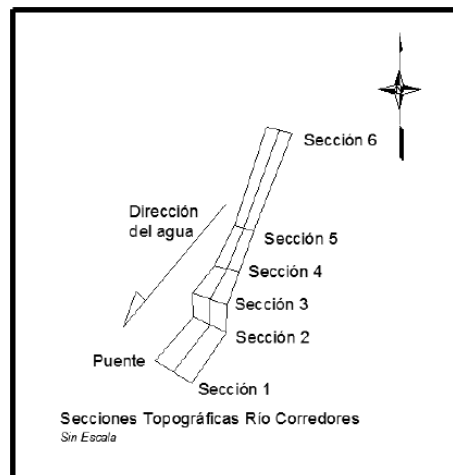 Sección 6
Dirección
del agua
Sección 5
Sección 4
Sección 3
Sección 2
Puente
Sección 1
Secciones Topográficas Río Corredores
Sin Escala